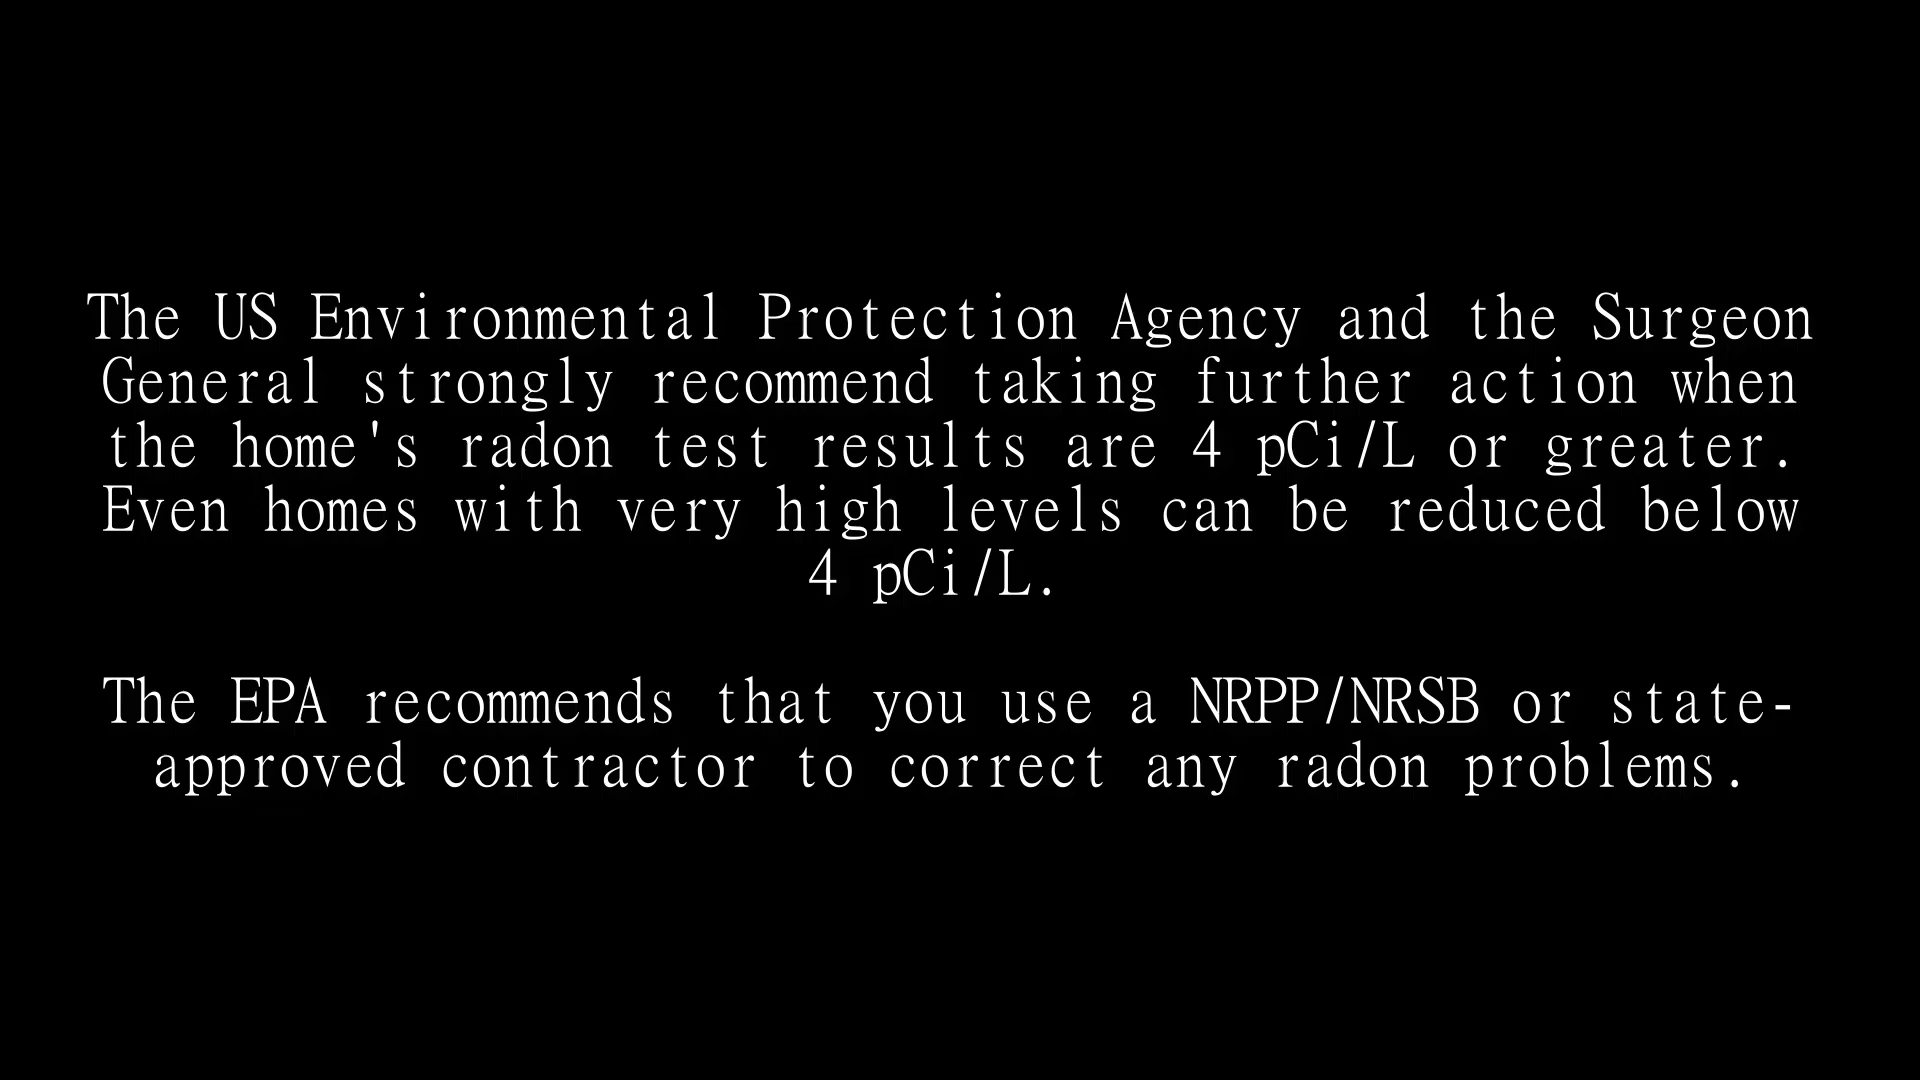 The US Environmental Protection Agency and the Surgeon
General strongly recommend taking further action when
the home's radon test results are 4 pCi/L or greater.
Even homes with very high levels can be reduced below
4 pCi/L.
The EPA recommends that you use a NRPP/NRSB or state-
approved contractor to correct any radon problems.